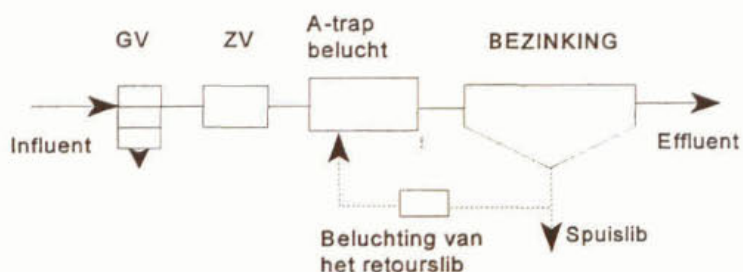 GV
ZV
A-trap
belucht
BEZINKING
Influent
Effluent
Beluchting van
het retourslib
Spuislib